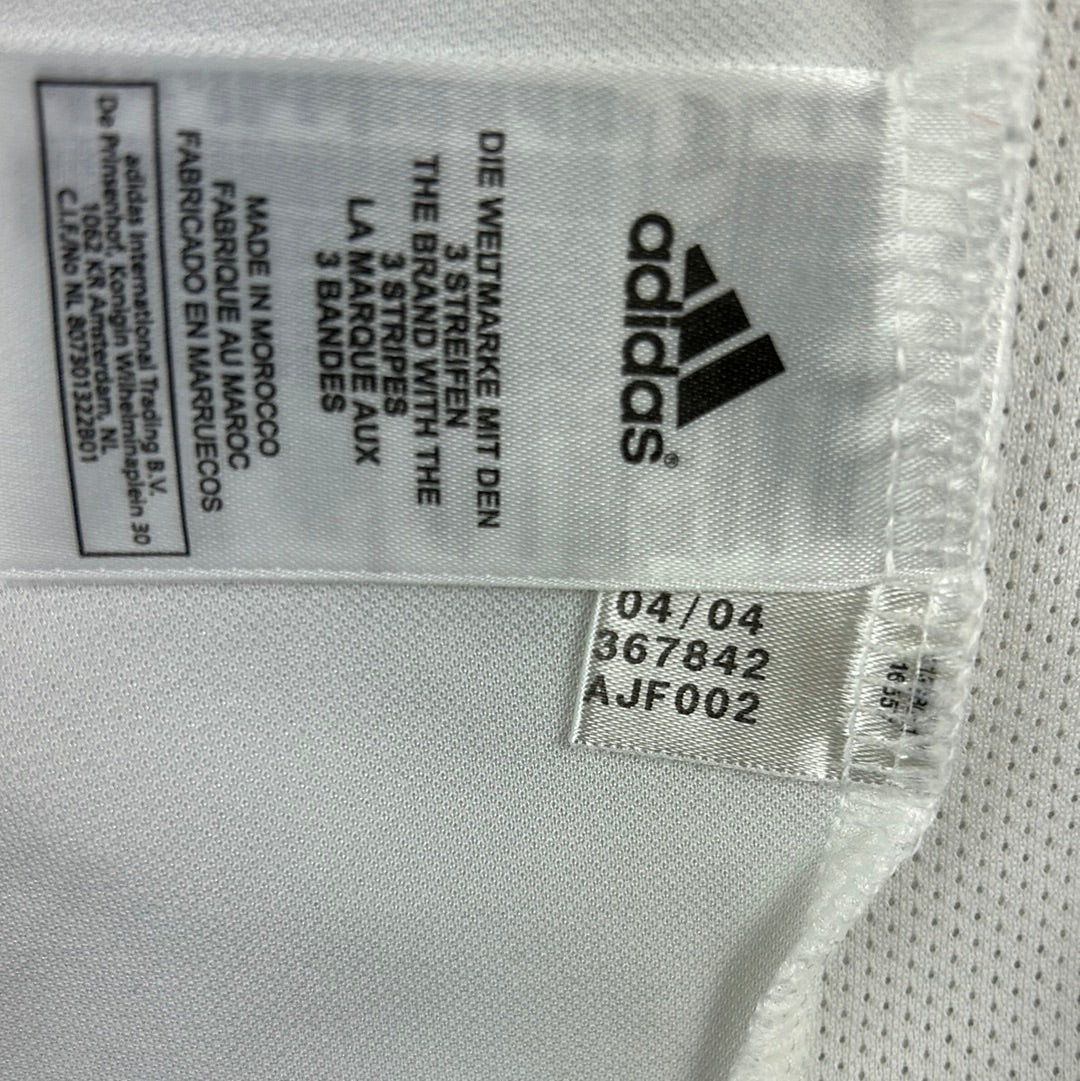 adidas®
DIE WELTMARKE MIT DEN
3 STREIFEN
THE BRAND WITH THE
3 STRIPES
LA MARQUE AUX
3 BANDES
MADE IN MOROCCO
FABRIQUE AU MAROC
FABRICADO EN MARRUECOS
adidas International Trading B.V.
De Prinsenhof, Konigin Wilhelminaplein 30
1062 KR Amsterdam, NL
C.I.F./No NL 807301322B01
04/04
367842
AJF002